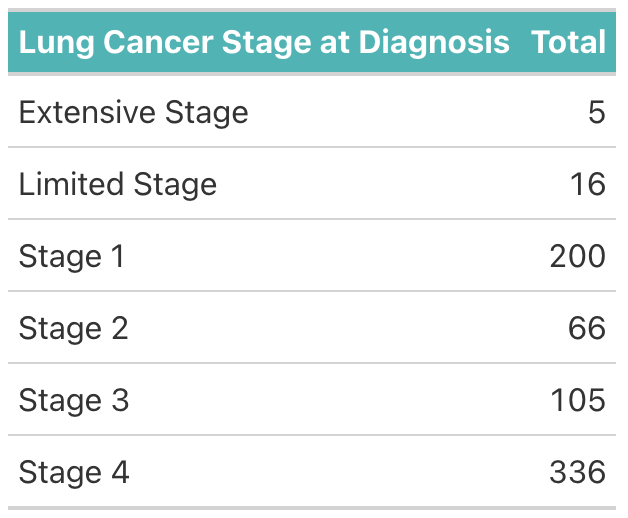 Lung Cancer Stage at Diagnosis Total
Extensive Stage 5
Limited Stage 16
Stage 1 200
Stage 2 66
Stage 3 105
Stage 4 336